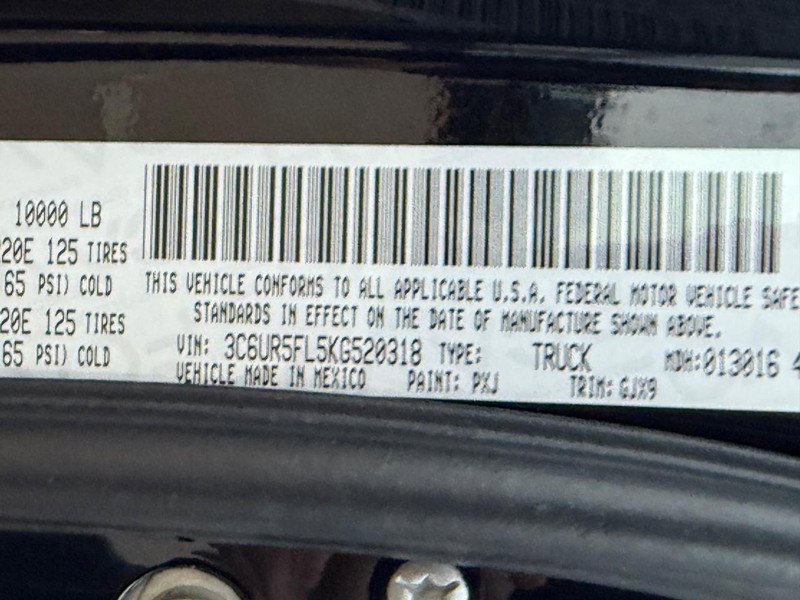 10000 LB
20E 125 TIRES
65 PSI) COLD
20E 125 TIRES
65 PSI) COLD
THIS VEHICLE CONFORMS TO ALL APPLICABLE U.S.A. FEDERAL MOTOR VEHICLE SAFE
STANDARDS IN EFFECT ON THE DATE OF MANUFACTURE SHOWN ABOVE.
VIN: 3C6UR5FL5KG520318 TYPE: TRUCK MDH:013016 4
VEHICLE MADE IN MEXICO PAINT: PXJ TRIM: GJX9